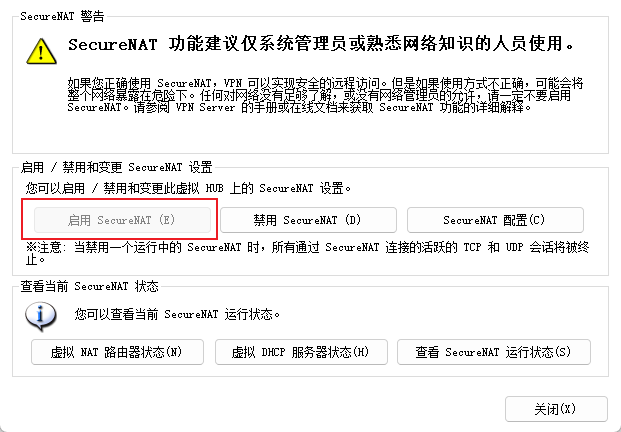 SecureNAT 警告
SecureNAT 功能建议仅系统管理员或熟悉网络知识的人员使用。
如果您正确使用 SecureNAT，VPN 可以实现安全的远程访问。但是如果使用方式不正确，可能会将
整个网络暴露在危险下。任何对网络没有足够了解，或没有网络管理员的允许，请一定不要启用
SecureNAT。请参阅 VPN Server 的手册或在线文档来获取 SecureNAT 功能的详细解释。
启用 / 禁用和变更 SecureNAT 设置
您可以启用 / 禁用和变更此虚拟 HUB 上的 SecureNAT 设置。
启用 SecureNAT (E)
禁用 SecureNAT (D)
SecureNAT 配置(C)
※注意: 当禁用一个运行中的 SecureNAT 时，所有通过 SecureNAT 连接的活跃的 TCP 和 UDP 会话将被终
止。
查看当前 SecureNAT 状态
您可以查看当前 SecureNAT 运行状态。
虚拟 NAT 路由器状态(N)
虚拟 DHCP 服务器状态(H)
查看 SecureNAT 运行状态(S)
关闭(X)